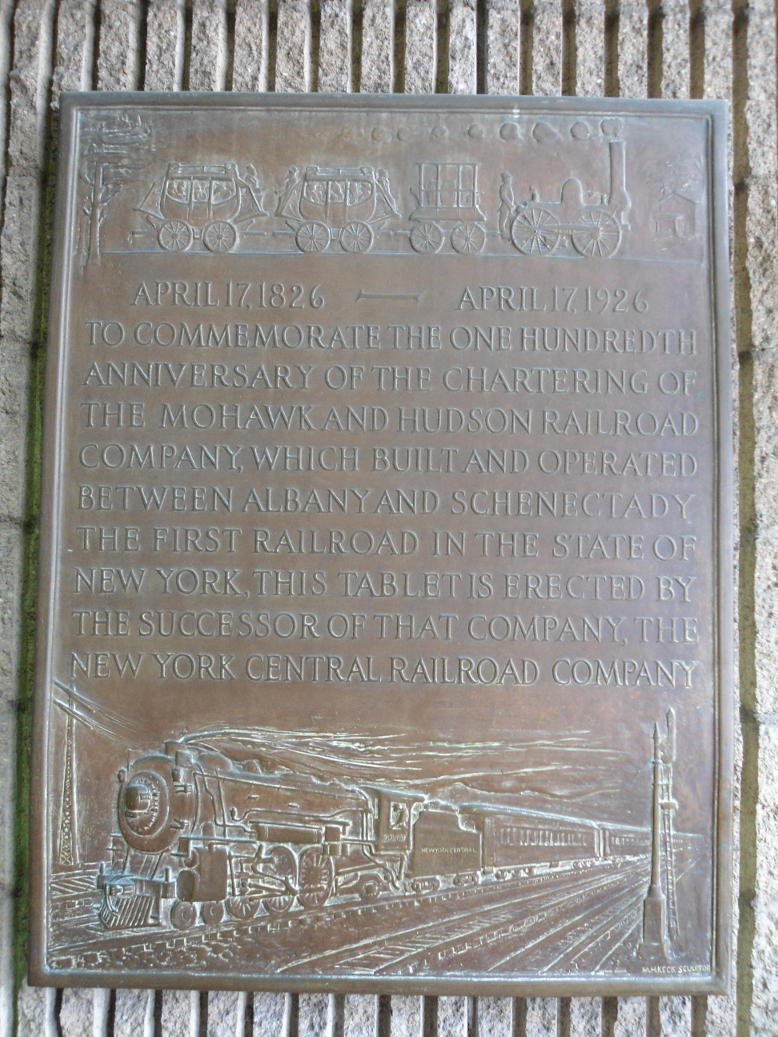 APRIL 17, 1826 — APRIL 17, 1926
TO COMMEMORATE THE ONE HUNDREDTH
ANNIVERSARY OF THE CHARTERING OF
THE MOHAWK AND HUDSON RAILROAD
COMPANY, WHICH BUILT AND OPERATED
BETWEEN ALBANY AND SCHENECTADY
THE FIRST RAILROAD IN THE STATE OF
NEW YORK, THIS TABLET IS ERECTED BY
THE SUCCESSOR OF THAT COMPANY, THE
NEW YORK CENTRAL RAILROAD COMPANY
NEW YORK CENTRAL
M.H.KECK SCULPTOR